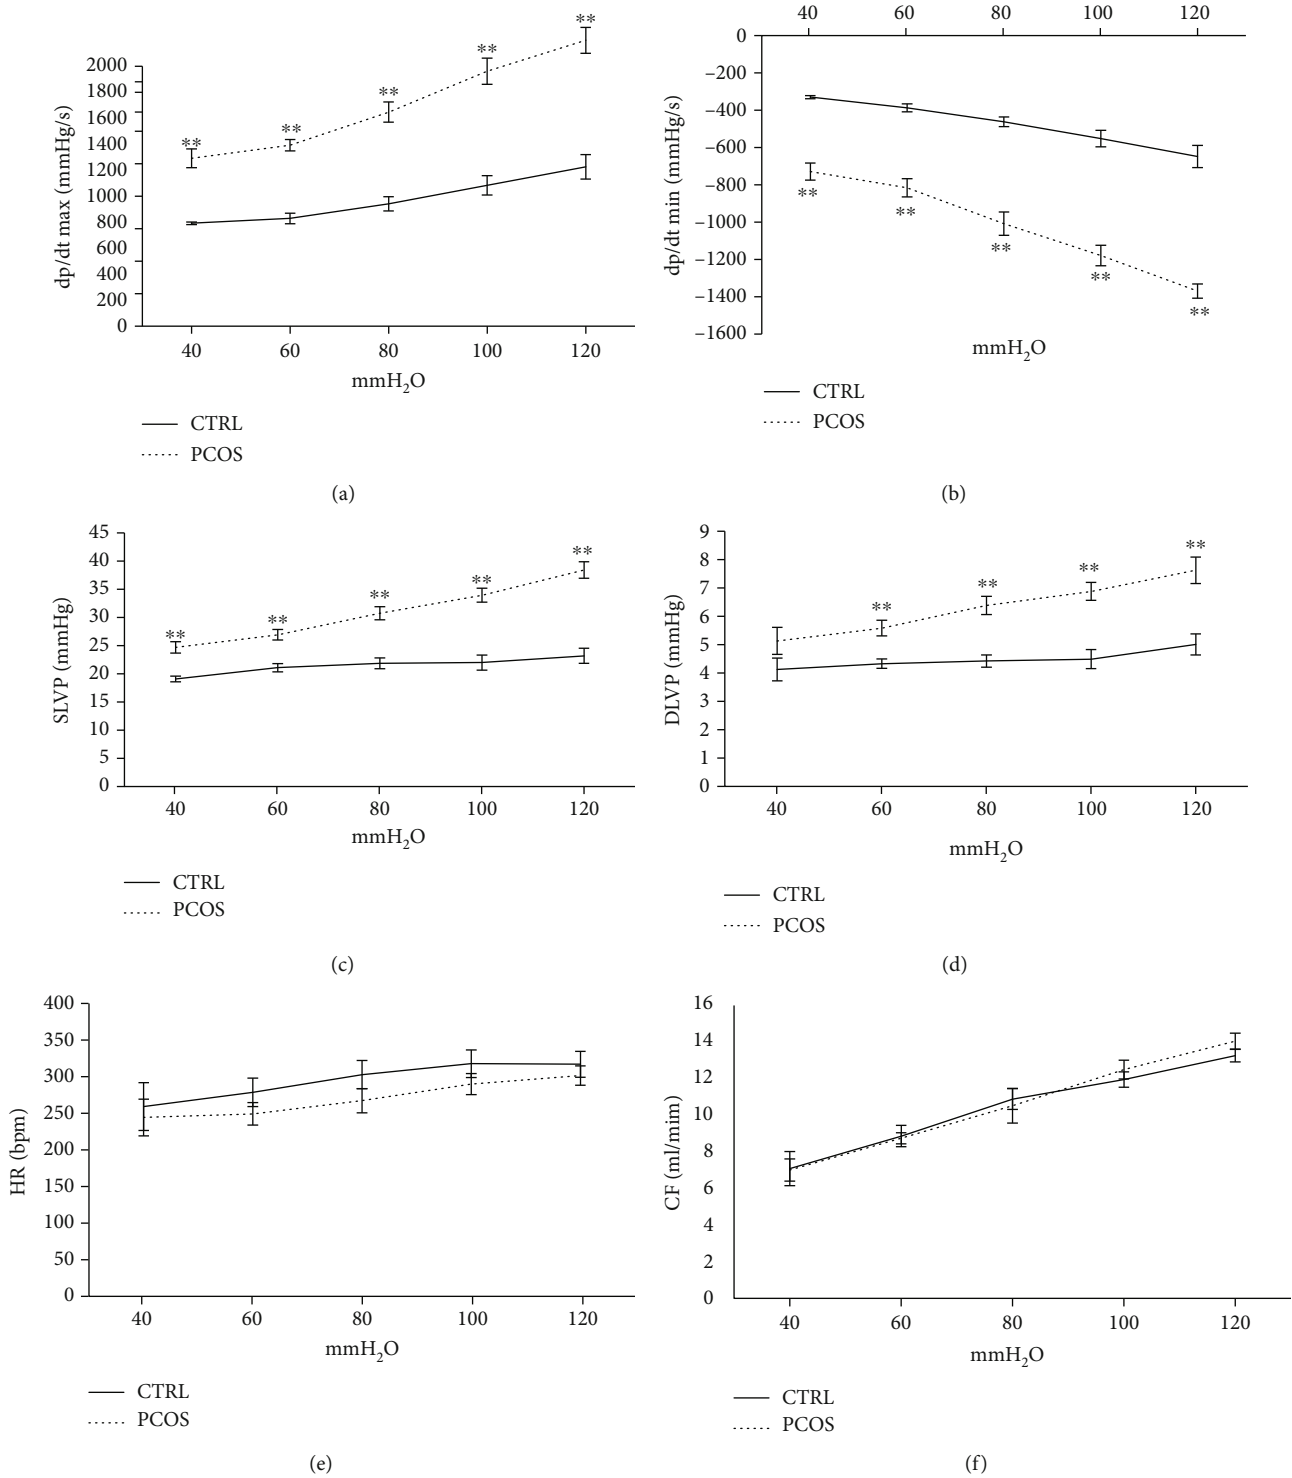 ** ** ** ** **
2000
1800
1600
1400
1200
1000
800
600
400
200
0
dp/dt max (mmHg/s)
40 60 80 100 120
mmH₂O
CTRL
PCOS
(a)
40 60 80 100 120
0
–200
–400
–600
–800
–1000
–1200
–1400
–1600
dp/dt min (mmHg/s)
** ** ** ** **
mmH₂O
CTRL
PCOS
(b)
45
40
35
30
25
20
15
10
5
0
SLVP (mmHg)
** ** ** ** **
40 60 80 100 120
mmH₂O
CTRL
PCOS
(c)
9
8
7
6
5
4
3
2
1
0
DLVP (mmHg)
** ** ** **
40 60 80 100 120
mmH₂O
CTRL
PCOS
(d)
400
350
300
250
200
150
100
50
0
HR (bpm)
40 60 80 100 120
mmH₂O
CTRL
PCOS
(e)
16
14
12
10
8
6
4
2
0
CF (ml/mim)
40 60 80 100 120
mmH₂O
CTRL
PCOS
(f)